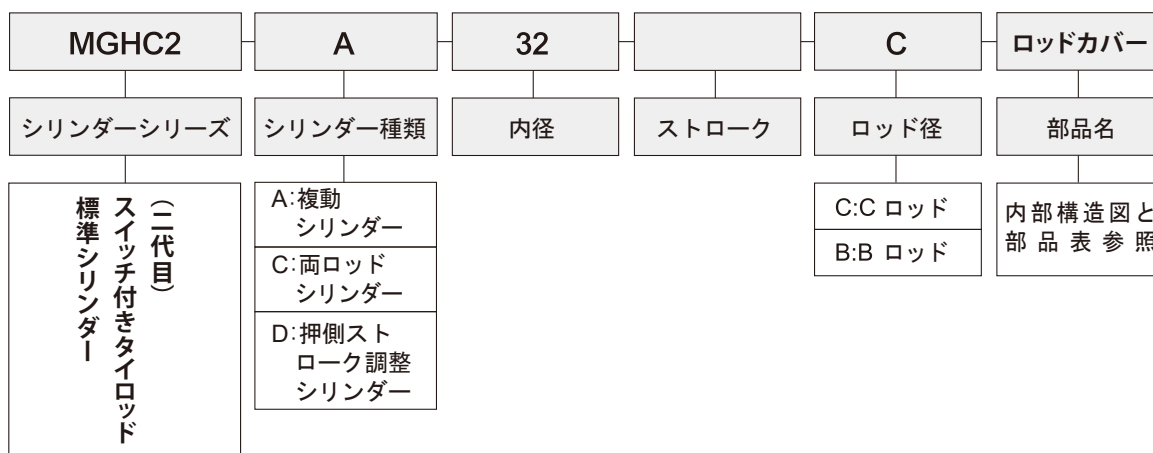 MGHC2
A
32
C
ロッドカバー
シリンダーシリーズ
シリンダー種類
内径
ストローク
ロッド径
部品名
（二代目）
スイッチ付きタイロッド
標準シリンダー
A:複動
シリンダー
C:両ロッド
シリンダー
D:押側スト
ローク調整
シリンダー
C:C ロッド
B:B ロッド
内部構造図と
部品表参照